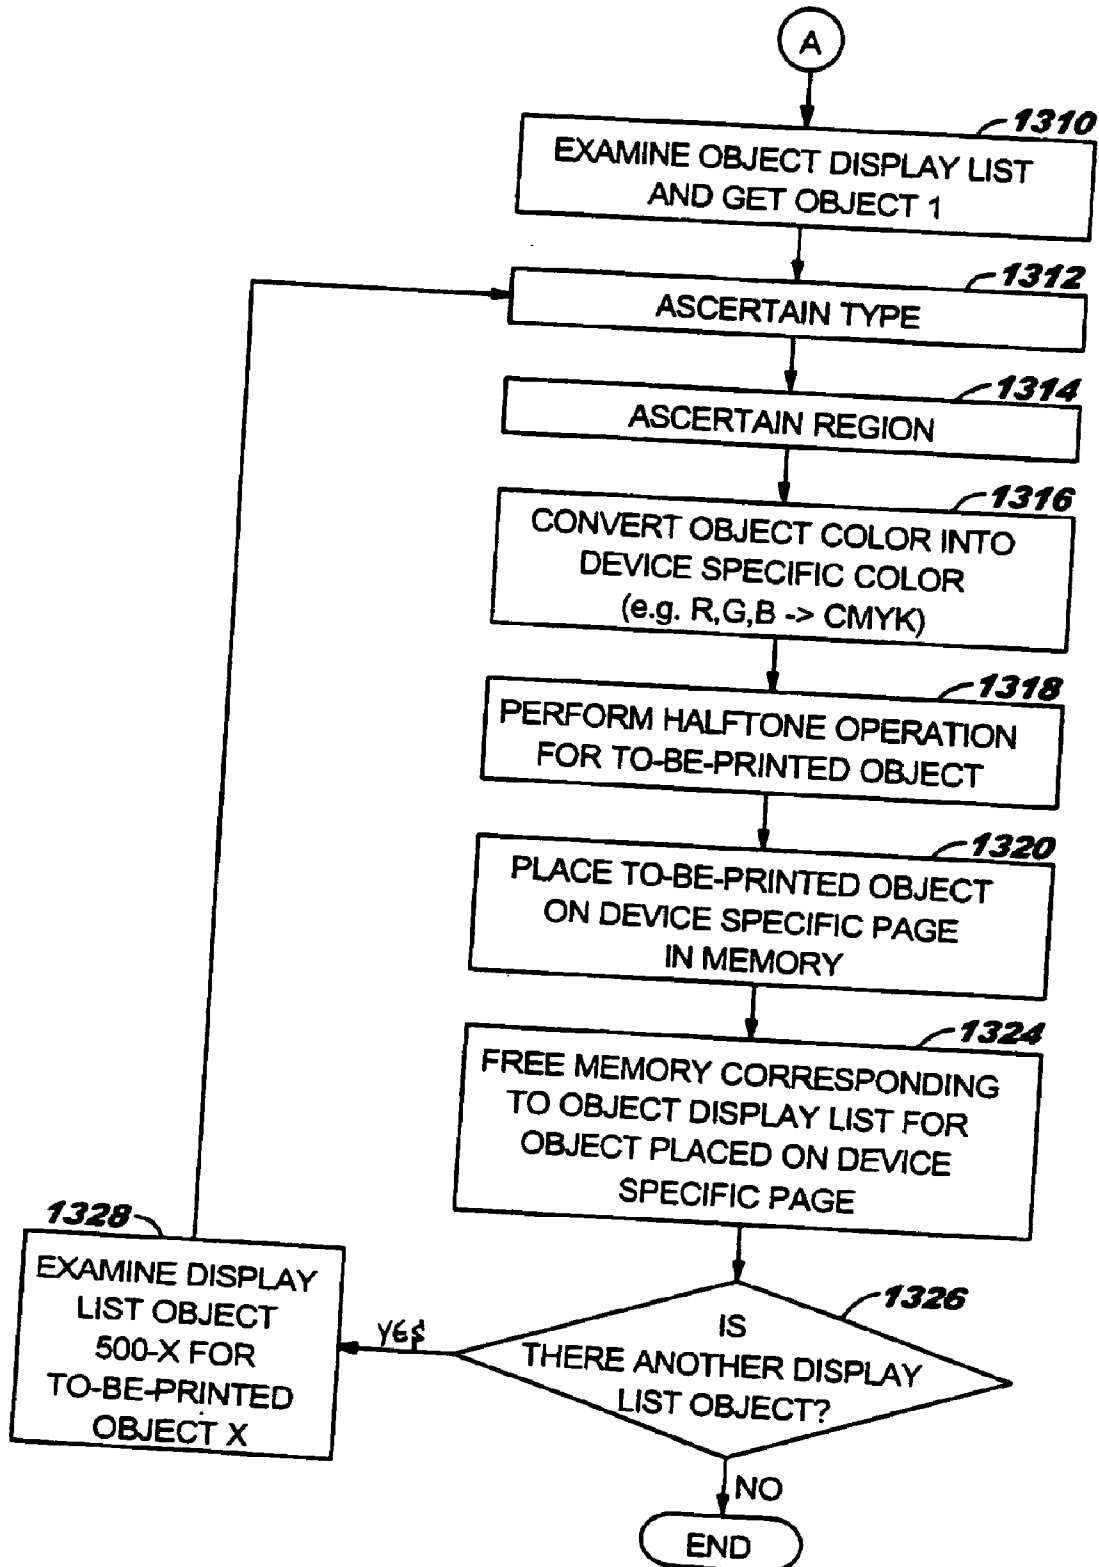 A
1310
EXAMINE OBJECT DISPLAY LIST
AND GET OBJECT 1
1312
ASCERTAIN TYPE
1314
ASCERTAIN REGION
1316
CONVERT OBJECT COLOR INTO
DEVICE SPECIFIC COLOR
(e.g. R,G,B -> CMYK)
1318
PERFORM HALFTONE OPERATION
FOR TO-BE-PRINTED OBJECT
1320
PLACE TO-BE-PRINTED OBJECT
ON DEVICE SPECIFIC PAGE
IN MEMORY
1324
FREE MEMORY CORRESPONDING
TO OBJECT DISPLAY LIST FOR
OBJECT PLACED ON DEVICE
SPECIFIC PAGE
1326
IS
THERE ANOTHER DISPLAY
LIST OBJECT?
YES
1328
EXAMINE DISPLAY
LIST OBJECT
500-X FOR
TO-BE-PRINTED
OBJECT X
NO
END